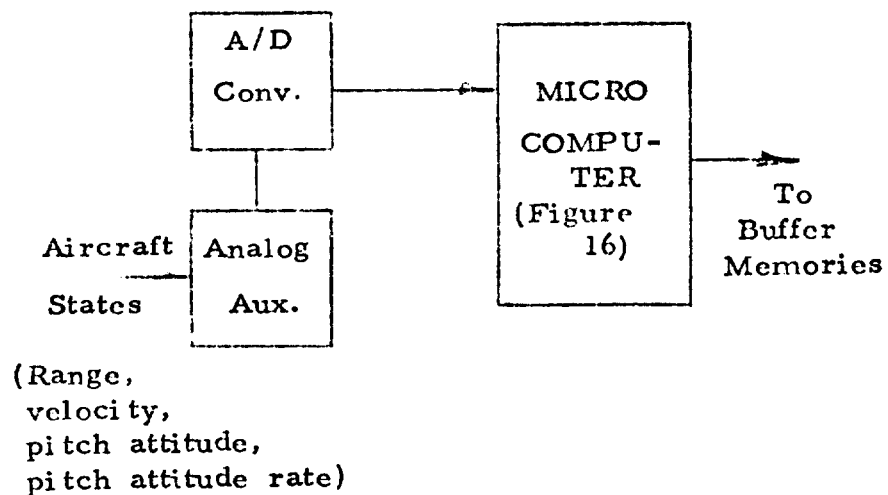 A/D
Conv.
MICRO
COMPU-
TER
(Figure
16)
To
Buffer
Memories
Aircraft
States
Analog
Aux.
(Range,
velocity,
pitch attitude,
pitch attitude rate)